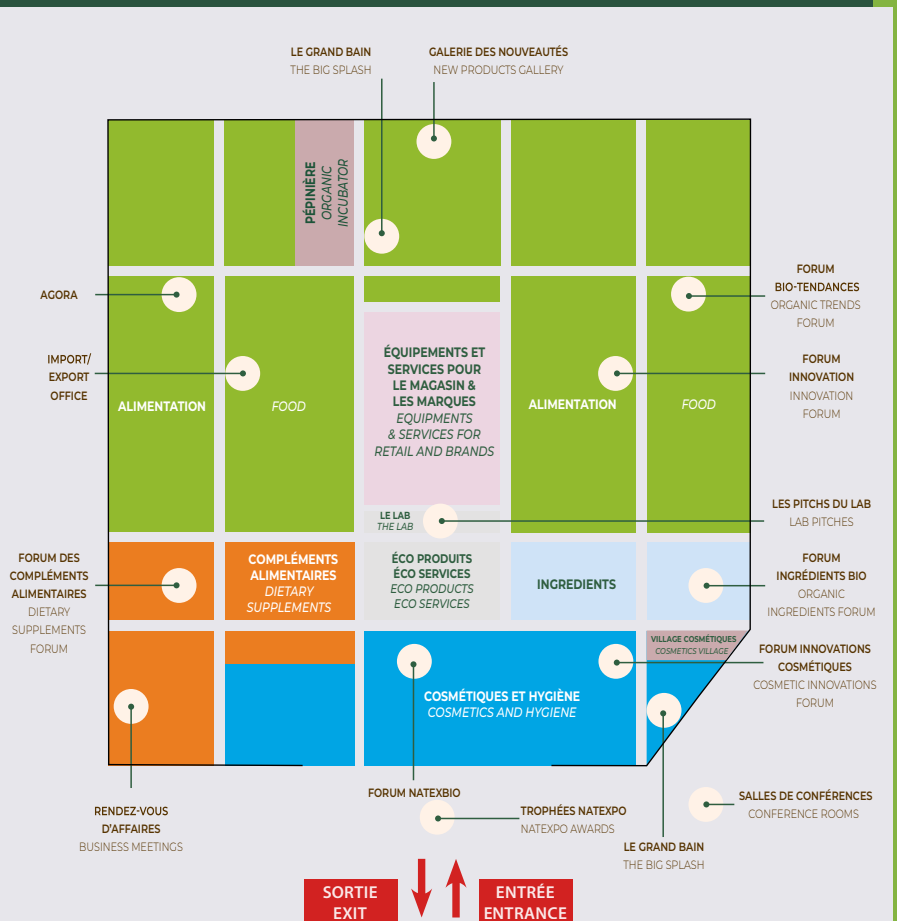 LE GRAND BAIN
THE BIG SPLASH
GALERIE DES NOUVEAUTÉS
NEW PRODUCTS GALLERY
PÉPINIÈRE
ORGANIC
INCUBATOR
AGORA
IMPORT/
EXPORT
OFFICE
FORUM
BIO-TENDANCES
ORGANIC TRENDS
FORUM
FORUM
INNOVATION
INNOVATION
FORUM
ALIMENTATION
FOOD
ÉQUIPEMENTS ET
SERVICES POUR
LE MAGASIN &
LES MARQUES
EQUIPMENTS
& SERVICES FOR
RETAIL AND BRANDS
ALIMENTATION
FOOD
LE LAB
THE LAB
LES PITCHS DU LAB
LAB PITCHES
FORUM DES
COMPLÉMENTS
ALIMENTAIRES
DIETARY
SUPPLEMENTS
FORUM
COMPLÉMENTS
ALIMENTAIRES
DIETARY
SUPPLEMENTS
ÉCO PRODUITS
ÉCO SERVICES
ECO PRODUCTS
ECO SERVICES
INGREDIENTS
FORUM
INGRÉDIENTS BIO
ORGANIC
INGREDIENTS FORUM
VILLAGE COSMÉTIQUES
COSMETICS VILLAGE
FORUM INNOVATIONS
COSMÉTIQUES
COSMETIC INNOVATIONS
FORUM
COSMÉTIQUES ET HYGIÈNE
COSMETICS AND HYGIENE
RENDEZ-VOUS
D'AFFAIRES
BUSINESS MEETINGS
FORUM NATEXBIO
TROPHÉES NATEXPO
NATEXPO AWARDS
SALLES DE CONFÉRENCES
CONFERENCE ROOMS
LE GRAND BAIN
THE BIG SPLASH
SORTIE
EXIT
ENTRÉE
ENTRANCE